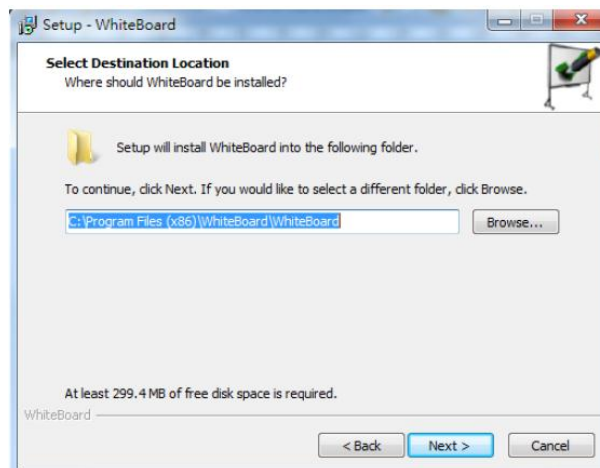 Setup - WhiteBoard
Select Destination Location
Where should WhiteBoard be installed?
Setup will install WhiteBoard into the following folder.
To continue, click Next. If you would like to select a different folder, click Browse.
C:\Program Files (x86)\WhiteBoard\WhiteBoard
Browse...
At least 299.4 MB of free disk space is required.
WhiteBoard
< Back
Next >
Cancel